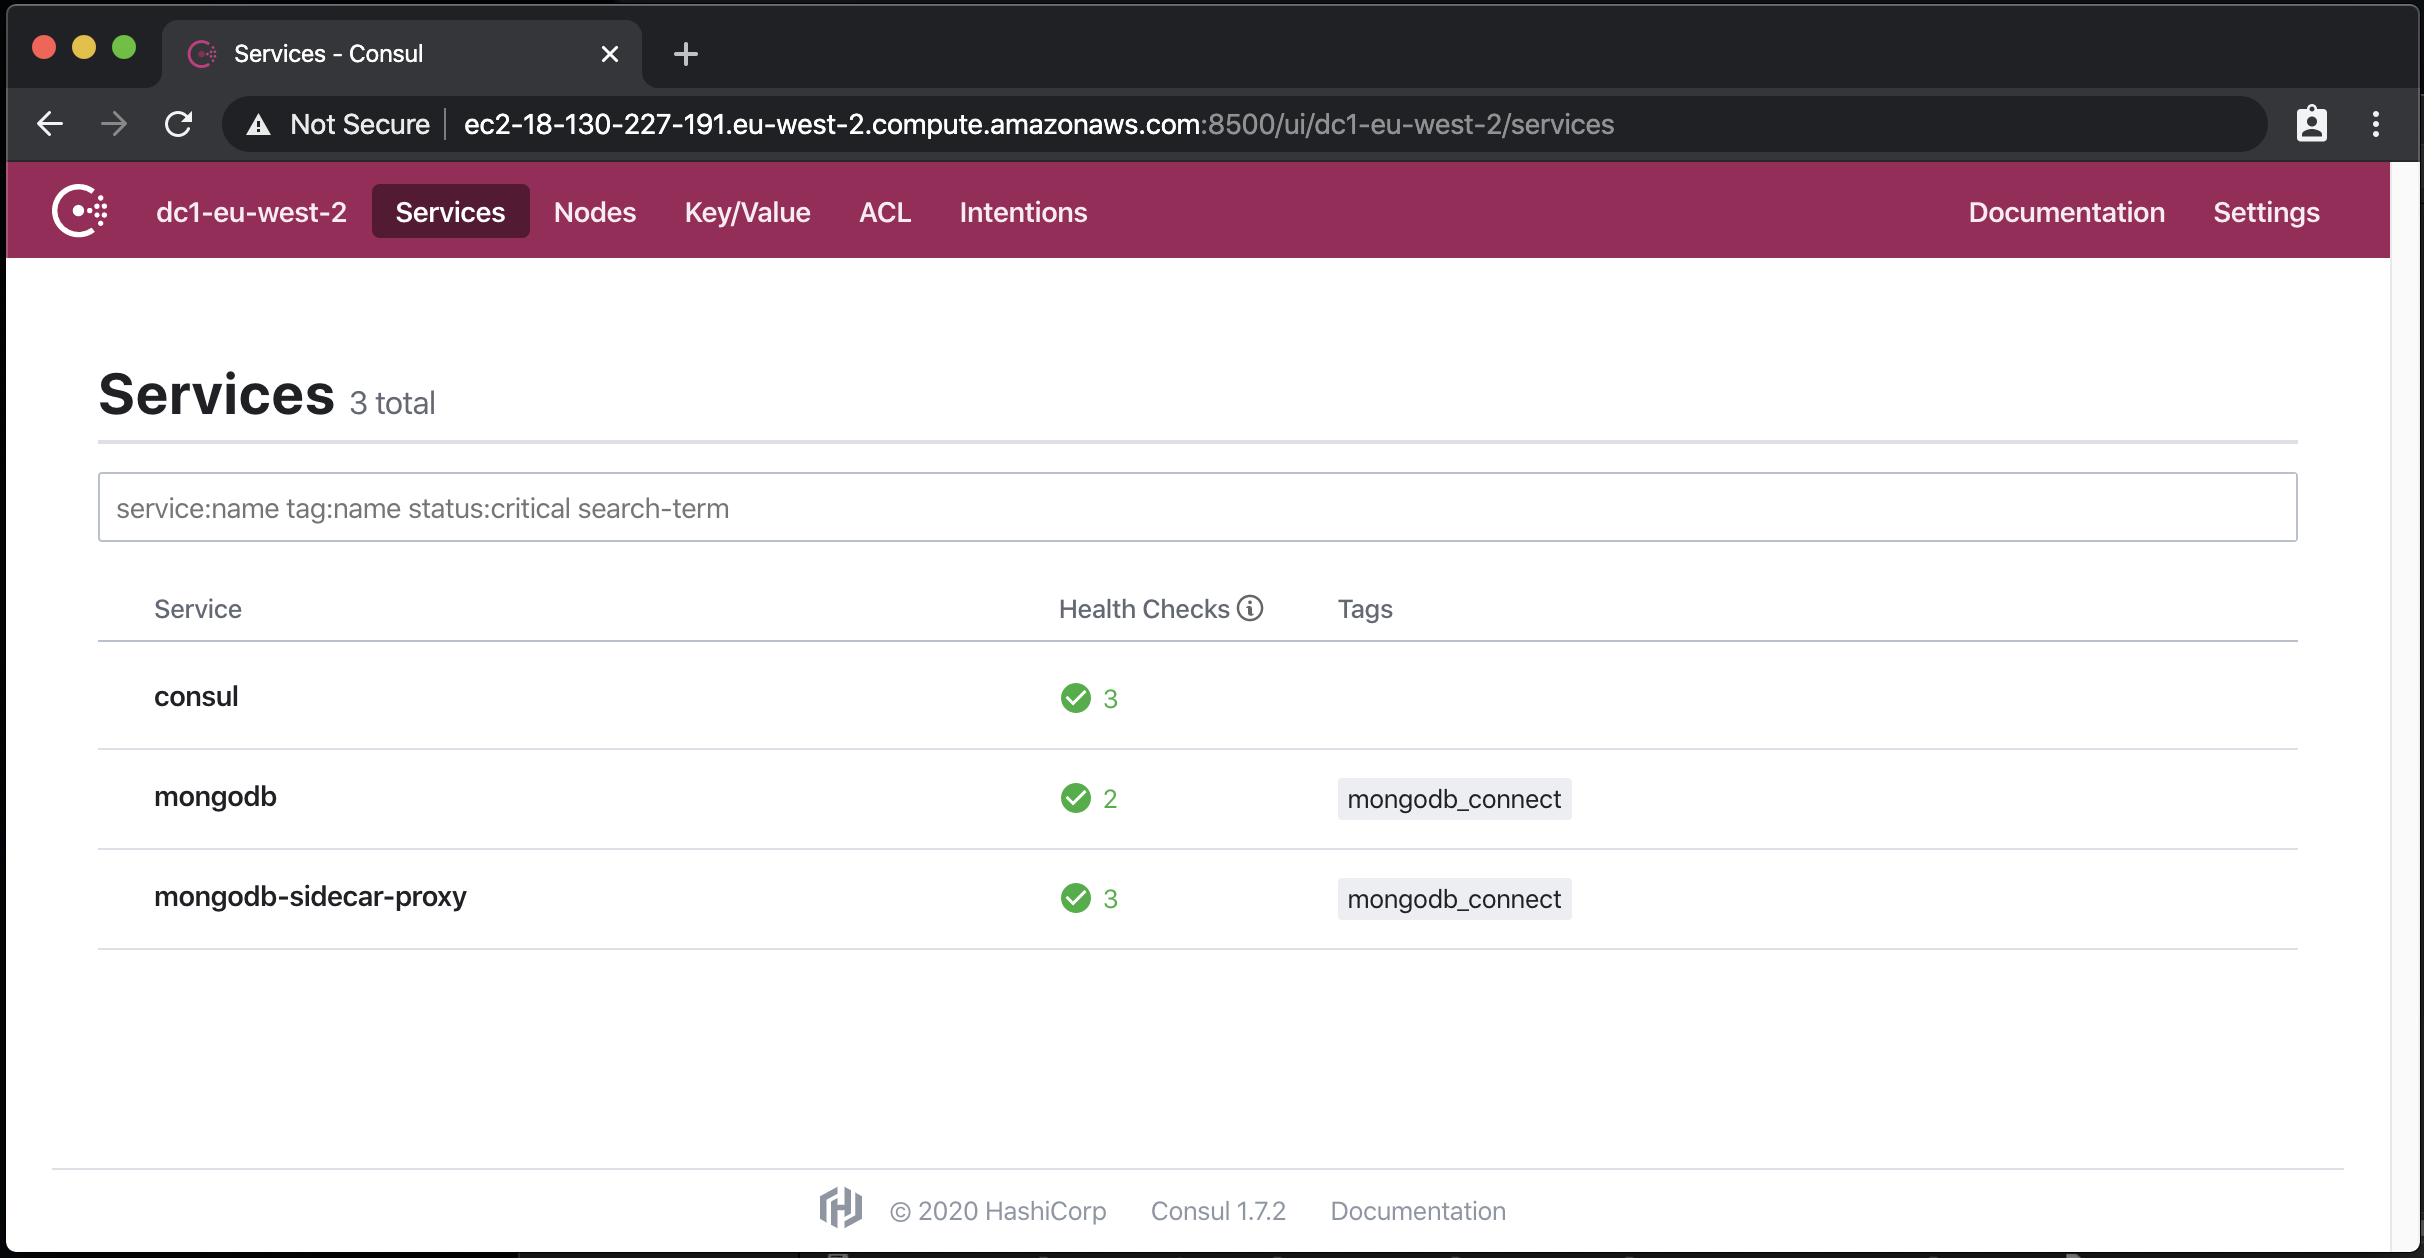 Services - Consul
Not Secure ec2-18-130-227-191.eu-west-2.compute.amazonaws.com:8500/ui/dc1-eu-west-2/services
dc1-eu-west-2 Services Nodes Key/Value ACL Intentions Documentation Settings
Services 3 total
service:name tag:name status:critical search-term
Service Health Checks Tags
consul 3
mongodb 2 mongodb_connect
mongodb-sidecar-proxy 3 mongodb_connect
© 2020 HashiCorp Consul 1.7.2 Documentation